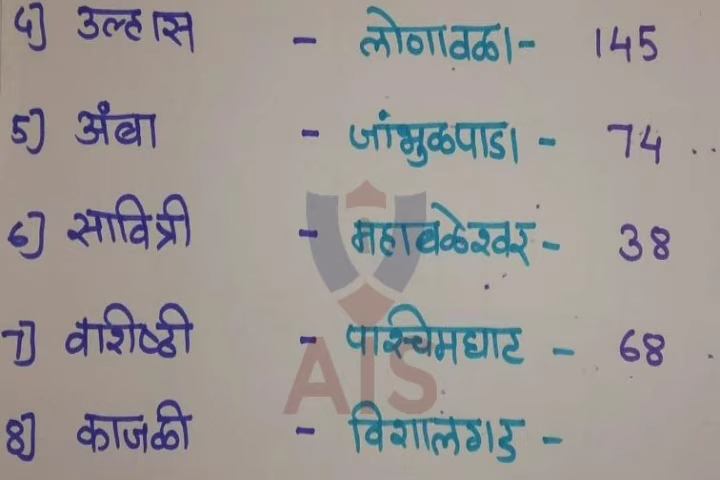 4] उल्हास - लोणावळा - 145
5] अंबा - जांभुळपाडा - 74
6] सावित्री - महाबळेश्वर - 38
7] वाशीष्ठी - पश्चिमघाट - 68
8] काजळी - विशालगड -
AIS